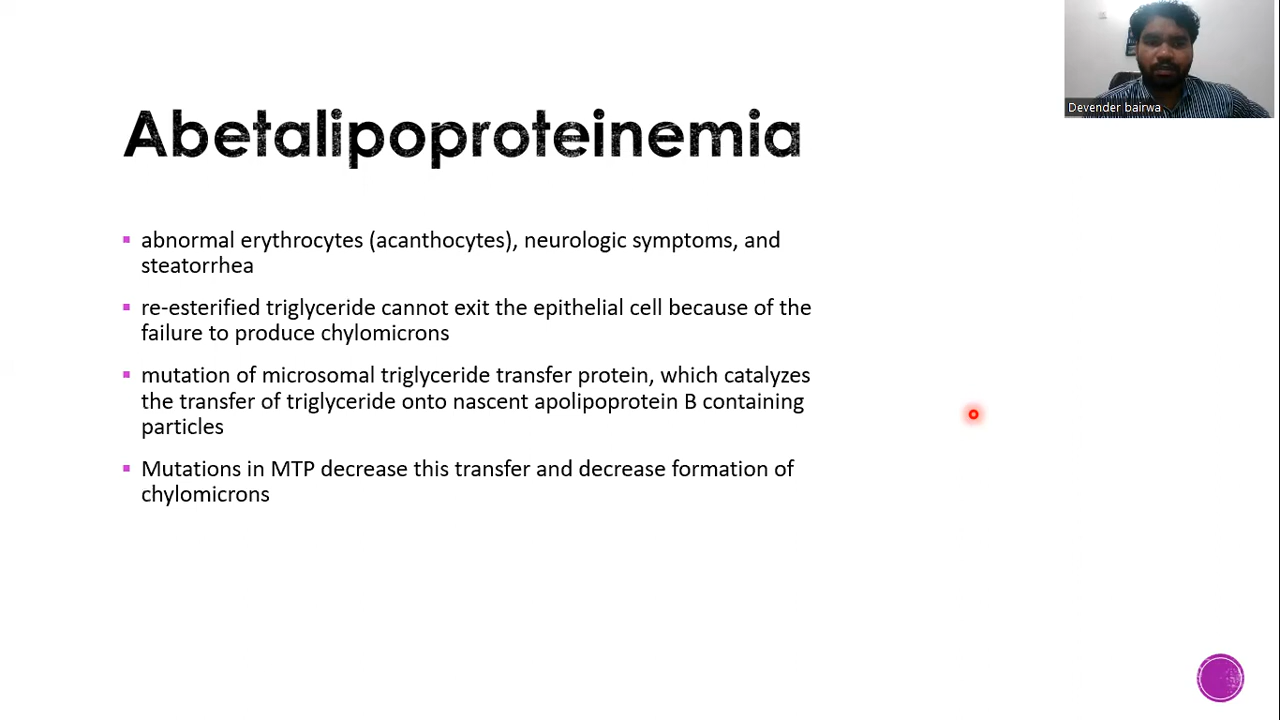 Devender bairwa
Abetalipoproteinemia
abnormal erythrocytes (acanthocytes), neurologic symptoms, and
steatorrhea
re-esterified triglyceride cannot exit the epithelial cell because of the
failure to produce chylomicrons
mutation of microsomal triglyceride transfer protein, which catalyzes
the transfer of triglyceride onto nascent apolipoprotein B containing
particles
Mutations in MTP decrease this transfer and decrease formation of
chylomicrons